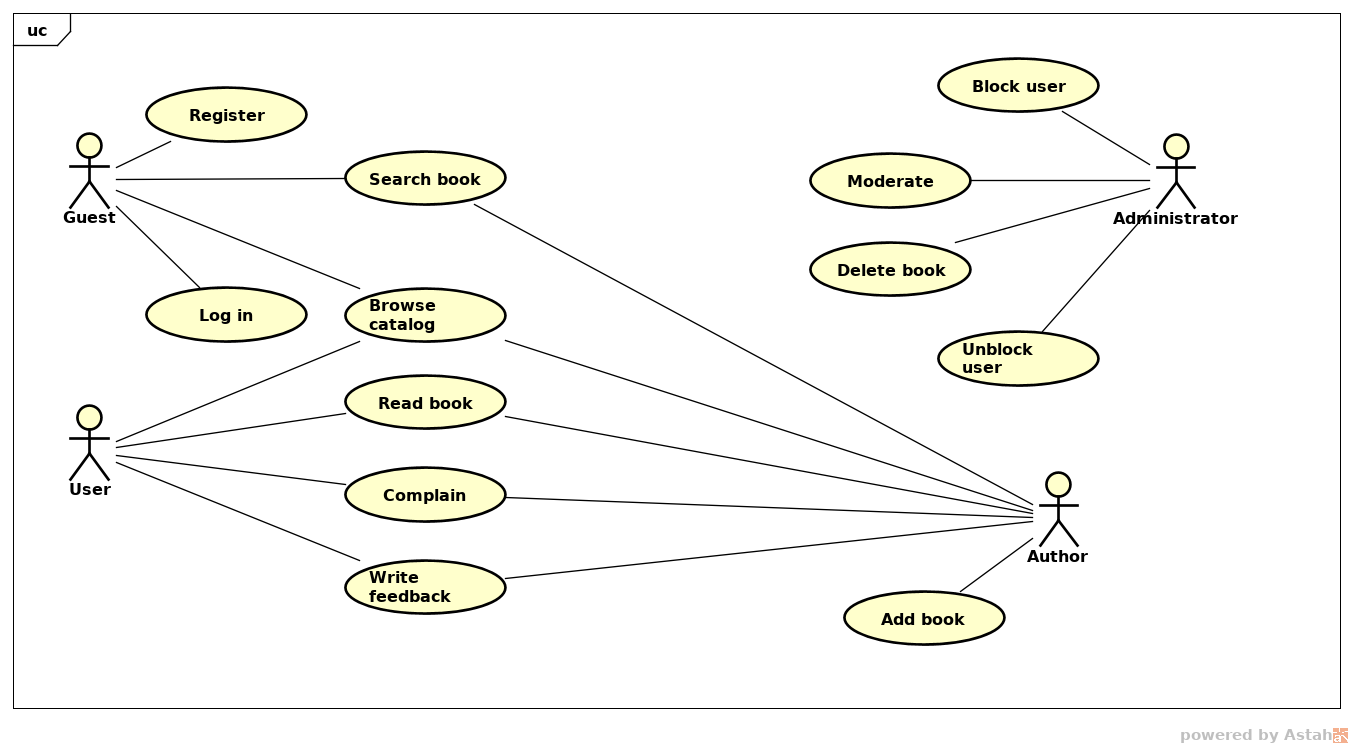 uc
Block user
Register
Search book
Moderate
Guest
Administrator
Delete book
Log in
Browse
catalog
Unblock
user
Read book
User
Complain
Author
Write
feedback
Add book
powered by Astah